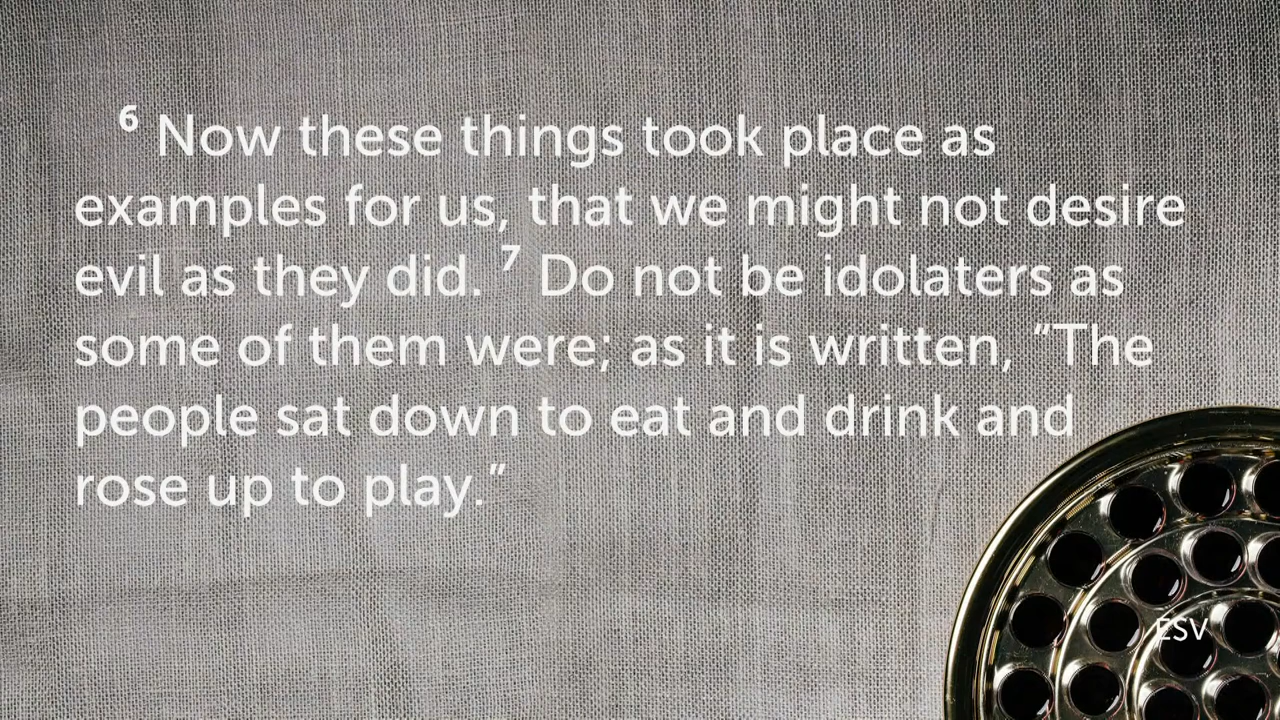 6 Now these things took place as
examples for us, that we might not desire
evil as they did. 7 Do not be idolaters as
some of them were; as it is written, “The
people sat down to eat and drink and
rose up to play.”
ESV